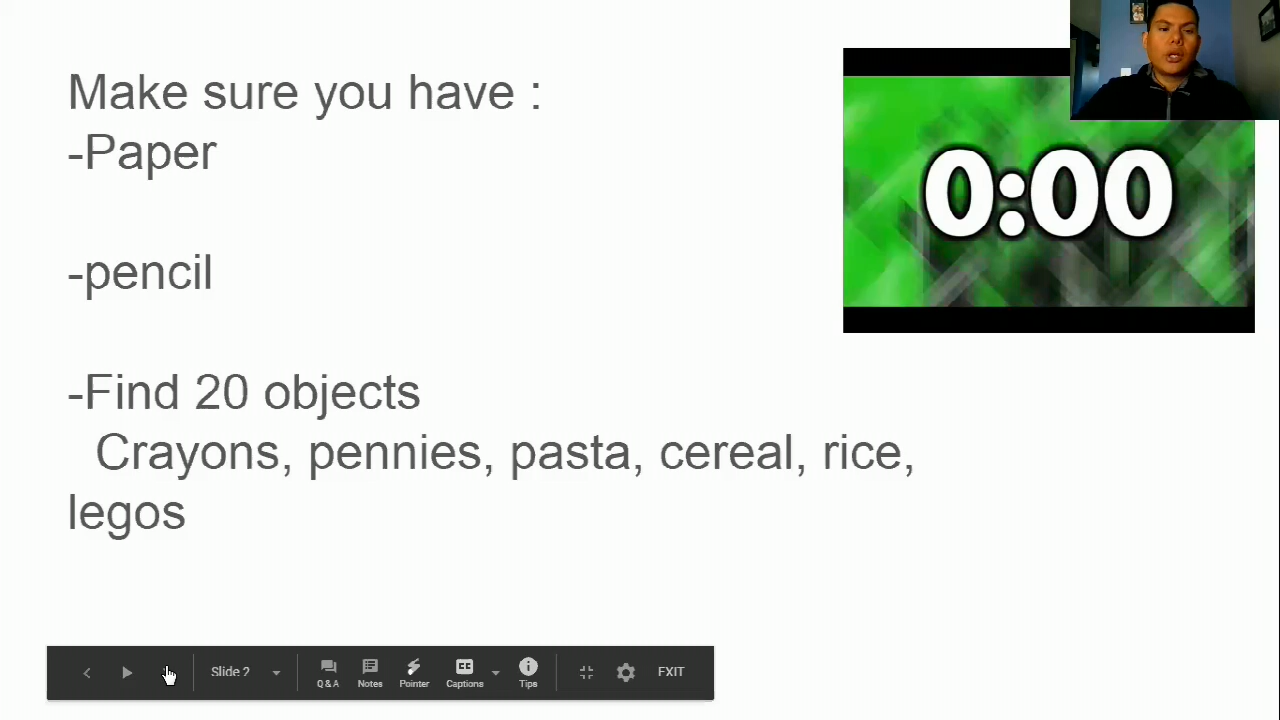 Make sure you have :
-Paper
0:00
-pencil
-Find 20 objects
Crayons, pennies, pasta, cereal, rice,
legos
Slide 2
Q & A
Notes
Pointer
CC
Captions
Tips
EXIT